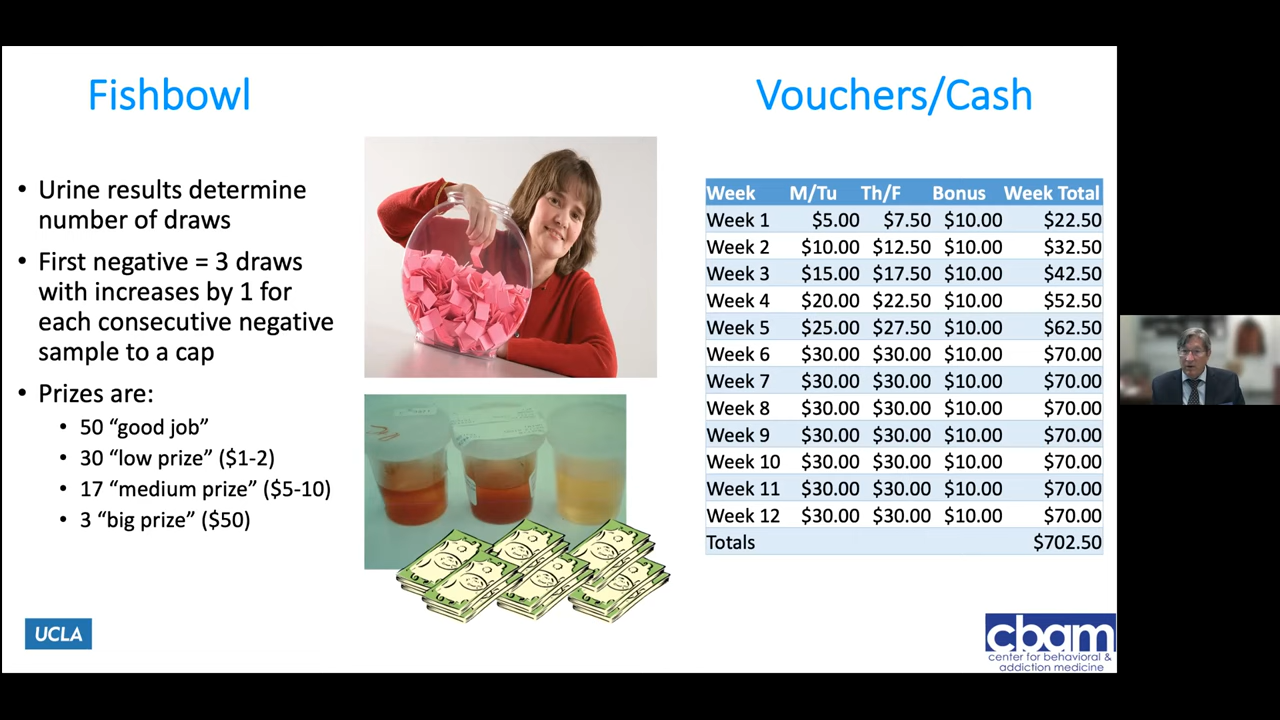 Fishbowl
• Urine results determine
number of draws
• First negative = 3 draws
with increases by 1 for
each consecutive negative
sample to a cap
• Prizes are:
• 50 “good job”
• 30 “low prize” ($1-2)
• 17 “medium prize” ($5-10)
• 3 “big prize” ($50)
UCLA
Vouchers/Cash
Week M/Tu Th/F Bonus Week Total
Week 1 $5.00 $7.50 $10.00 $22.50
Week 2 $10.00 $12.50 $10.00 $32.50
Week 3 $15.00 $17.50 $10.00 $42.50
Week 4 $20.00 $22.50 $10.00 $52.50
Week 5 $25.00 $27.50 $10.00 $62.50
Week 6 $30.00 $30.00 $10.00 $70.00
Week 7 $30.00 $30.00 $10.00 $70.00
Week 8 $30.00 $30.00 $10.00 $70.00
Week 9 $30.00 $30.00 $10.00 $70.00
Week 10 $30.00 $30.00 $10.00 $70.00
Week 11 $30.00 $30.00 $10.00 $70.00
Week 12 $30.00 $30.00 $10.00 $70.00
Totals $702.50
cbam
center for behavioral &
addiction medicine